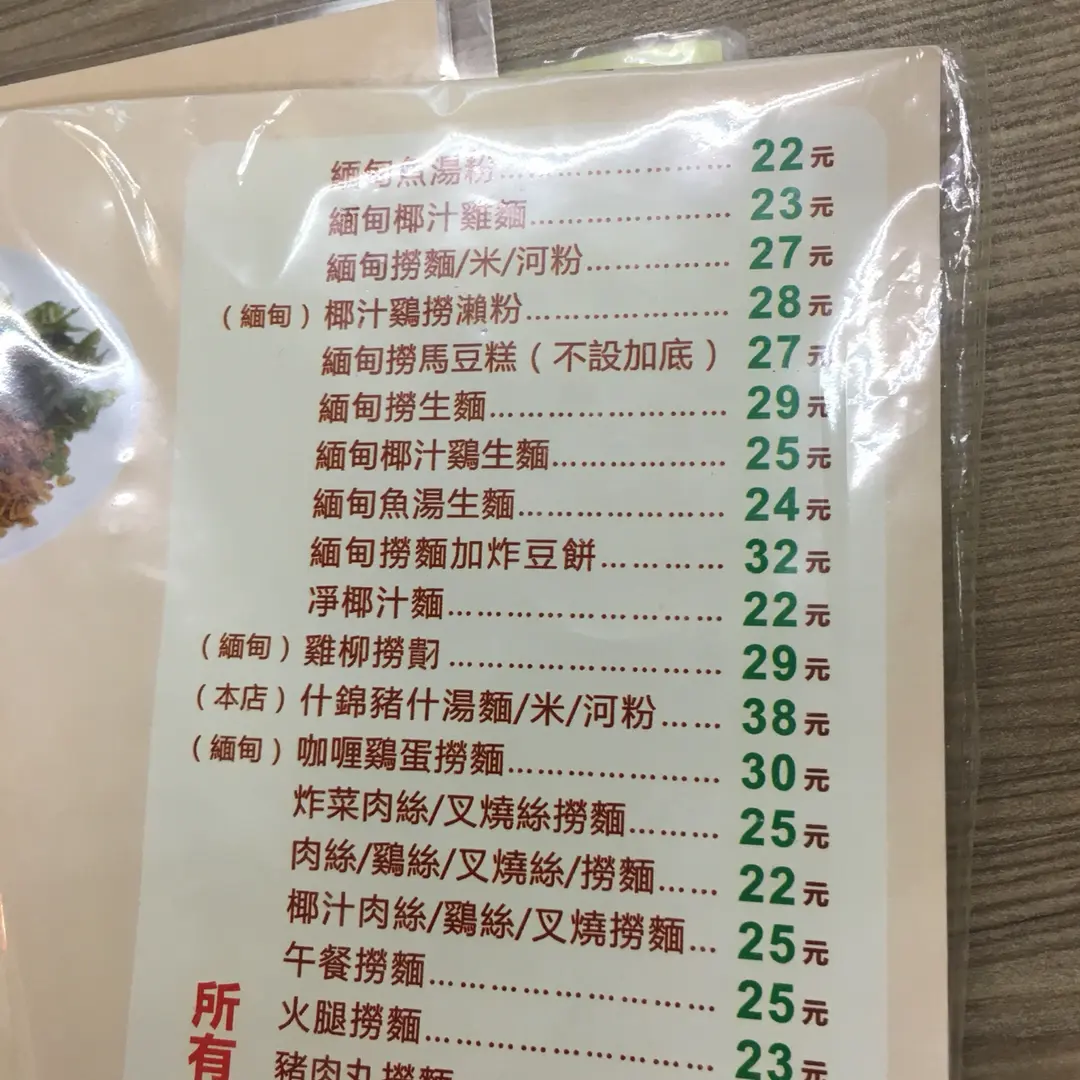 緬甸魚湯粉........................ 22元
緬甸椰汁雞麵..................... 23元
緬甸撈麵/米/河粉............... 27元
（緬甸）椰汁鷄撈瀨粉..................... 28元
緬甸撈馬豆糕（不設加底） 27元
緬甸撈生麵........................ 29元
緬甸椰汁鷄生麵.................. 25元
緬甸魚湯生麵..................... 24元
緬甸撈麵加炸豆餅............ 32元
凈椰汁麵........................... 22元
（緬甸）雞柳撈 ........................... 29元
（本店）什錦豬什湯麵/米/河粉...... 38元
（緬甸）咖喱鷄蛋撈麵..................... 30元
炸菜肉絲/叉燒絲撈麵......... 25元
肉絲/鷄絲/叉燒絲/撈麵...... 22元
椰汁肉絲/鷄絲/叉燒撈麵... 25元
午餐撈麵........................... 25元
火腿撈麵........................... 23元
豬肉丸撈麵
所有